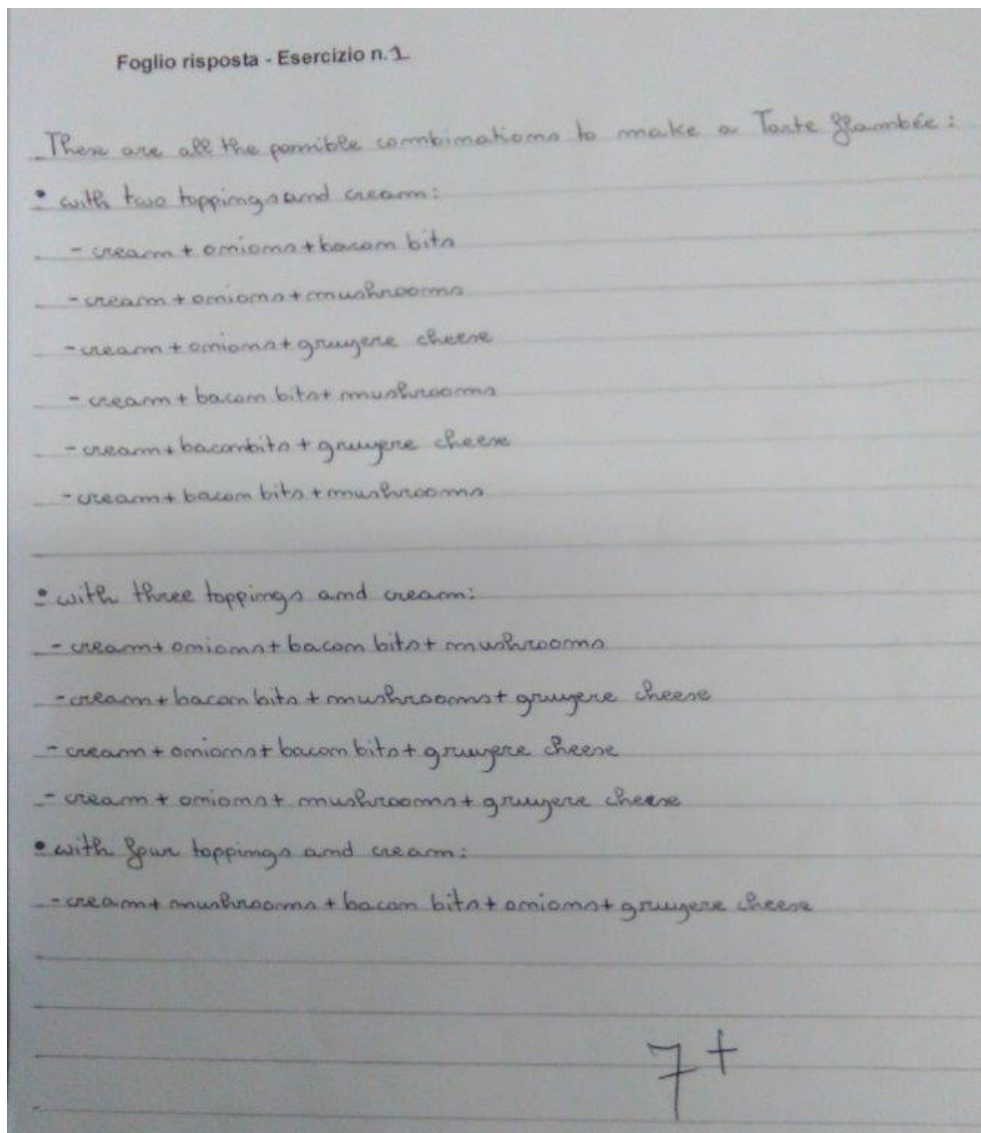 Foglio risposta - Esercizio n.1
These are all the possible combinations to make a Tarte flambée:
• with two toppings and cream:
- cream + onions + bacon bits
- cream + onions + mushrooms
- cream + onions + gruyere cheese
- cream + bacon bits + mushrooms
- cream + bacon bits + gruyere cheese
- cream + bacon bits + mushrooms
• with three toppings and cream:
- cream + onions + bacon bits + mushrooms
- cream + bacon bits + mushrooms + gruyere cheese
- cream + onions + bacon bits + gruyere cheese
- cream + onions + mushrooms + gruyere cheese
• with four toppings and cream:
- cream + mushrooms + bacon bits + onions + gruyere cheese
7+